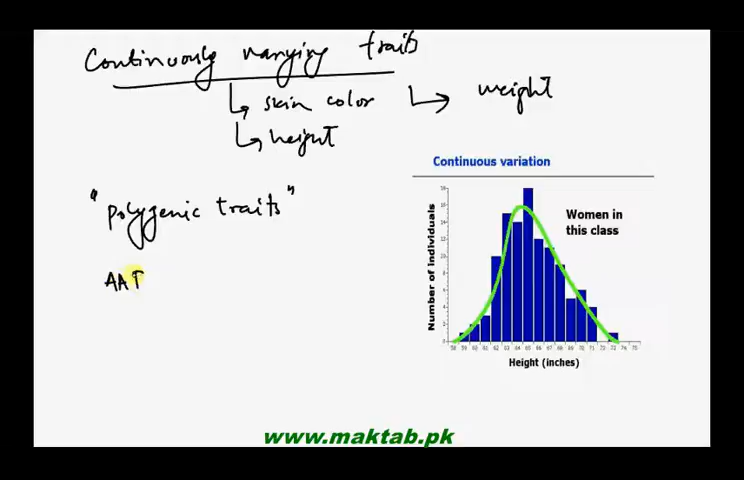 Continuously varying traits
skin color
weight
height
"polygenic traits"
Continuous variation
Women in
this class
Number of individuals
Height (inches)
www.maktab.pk